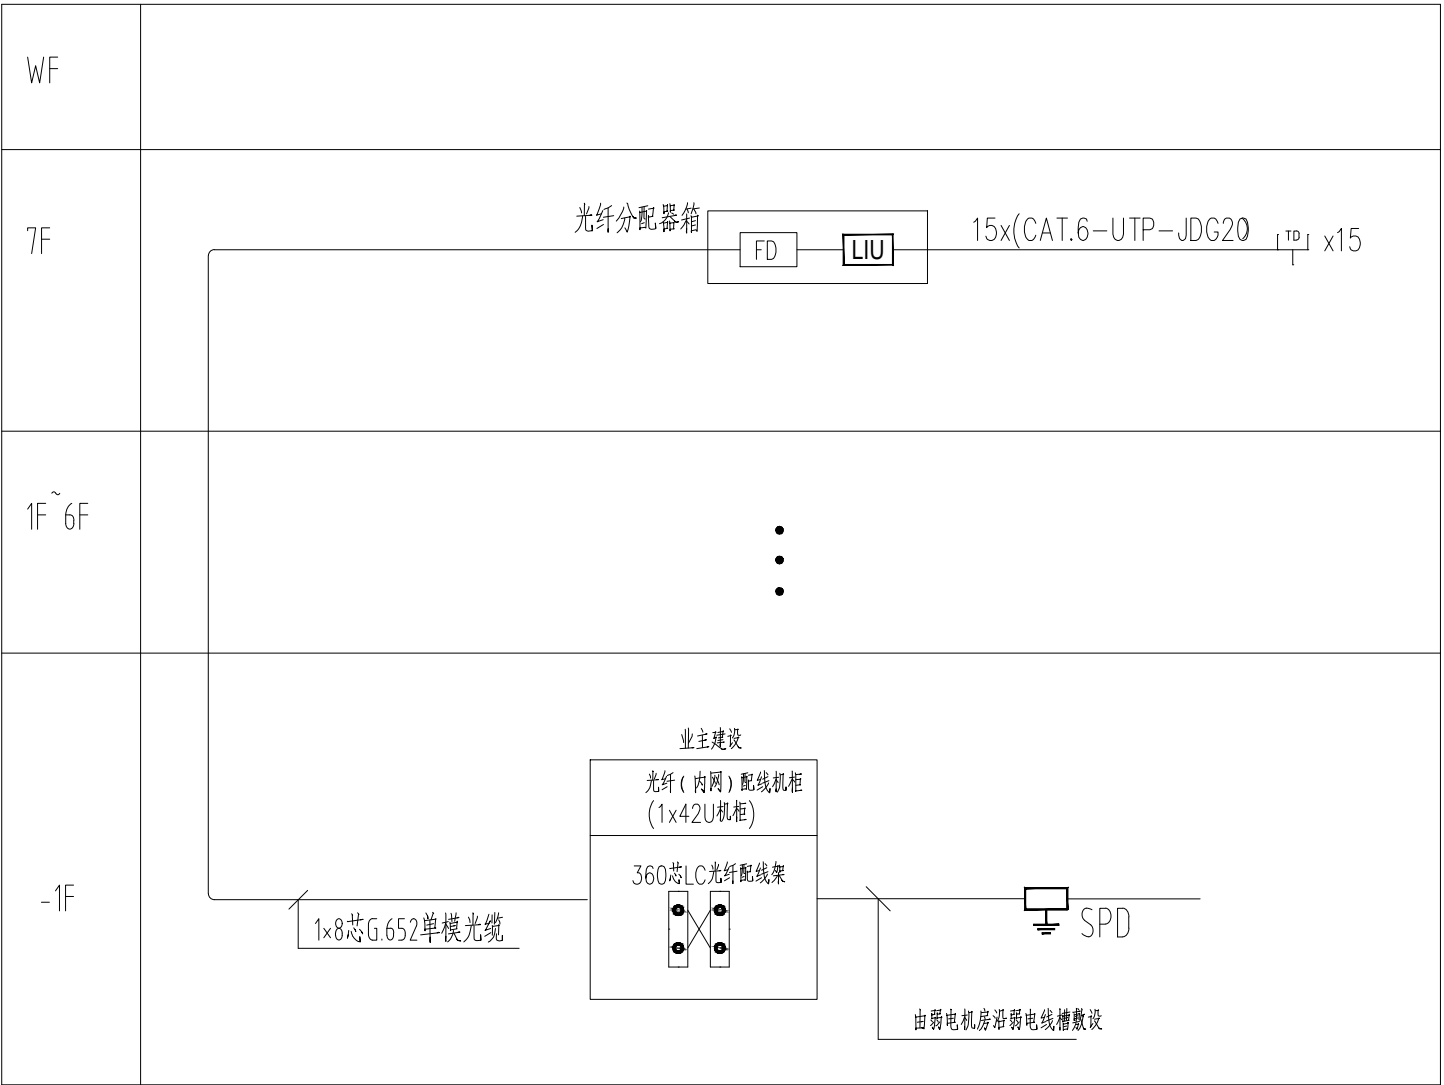 WF
7F
光纤分配器箱
FD
LIU
15x(CAT.6-UTP-JDG20)
TD
x15
1F~6F
-1F
业主建设
光纤(内网)配线机柜
(1x42U机柜)
360芯LC光纤配线架
1x8芯G.652单模光缆
SPD
由弱电机房沿弱电线槽敷设